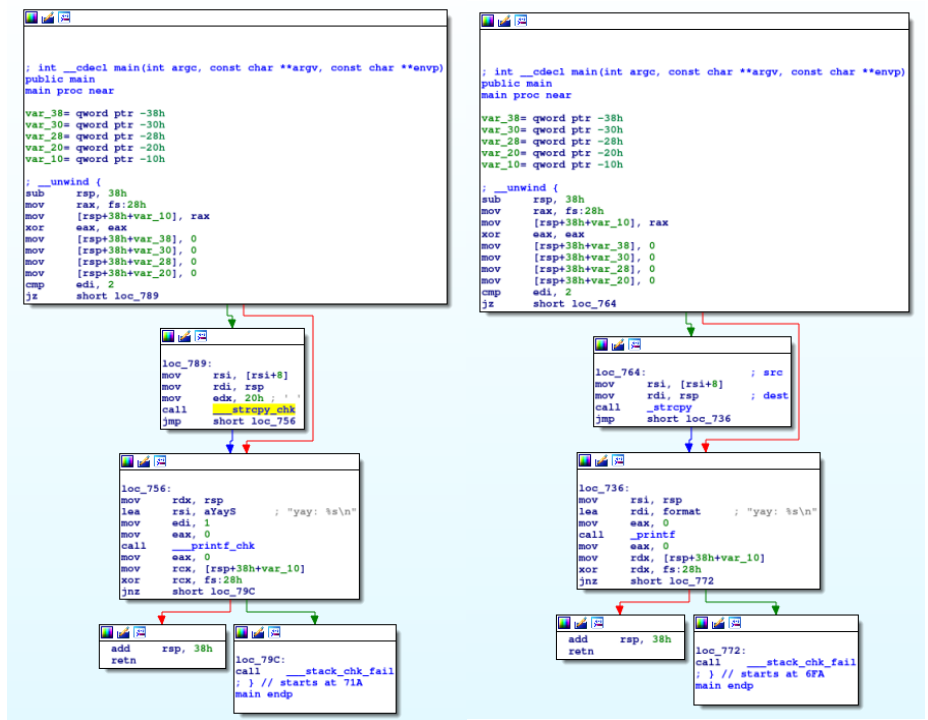 ; int __cdecl main(int argc, const char **argv, const char **envp)
public main
main proc near
var_38= qword ptr -38h
var_30= qword ptr -30h
var_28= qword ptr -28h
var_20= qword ptr -20h
var_10= qword ptr -10h
; __unwind {
sub rsp, 38h
mov rax, fs:28h
mov [rsp+38h+var_10], rax
xor eax, eax
mov [rsp+38h+var_38], 0
mov [rsp+38h+var_30], 0
mov [rsp+38h+var_28], 0
mov [rsp+38h+var_20], 0
cmp edi, 2
jz short loc_789
loc_789:
mov rsi, [rsi+8]
mov rdi, rsp
mov edx, 20h ; ' '
call ___strcpy_chk
jmp short loc_756
loc_756:
mov rdx, rsp
lea rsi, aYayS ; "yay: %s\n"
mov edi, 1
mov eax, 0
call ___printf_chk
mov eax, 0
mov rcx, [rsp+38h+var_10]
xor rcx, fs:28h
jnz short loc_79C
add rsp, 38h
retn
loc_79C:
call ___stack_chk_fail
; } // starts at 71A
main endp
; int __cdecl main(int argc, const char **argv, const char **envp)
public main
main proc near
var_38= qword ptr -38h
var_30= qword ptr -30h
var_28= qword ptr -28h
var_20= qword ptr -20h
var_10= qword ptr -10h
; __unwind {
sub rsp, 38h
mov rax, fs:28h
mov [rsp+38h+var_10], rax
xor eax, eax
mov [rsp+38h+var_38], 0
mov [rsp+38h+var_30], 0
mov [rsp+38h+var_28], 0
mov [rsp+38h+var_20], 0
cmp edi, 2
jz short loc_764
loc_764: ; src
mov rsi, [rsi+8]
mov rdi, rsp ; dest
call _strcpy
jmp short loc_736
loc_736:
mov rsi, rsp
lea rdi, format ; "yay: %s\n"
mov eax, 0
call _printf
mov eax, 0
mov rdx, [rsp+38h+var_10]
xor rdx, fs:28h
jnz short loc_772
add rsp, 38h
retn
loc_772:
call ___stack_chk_fail
; } // starts at 6FA
main endp